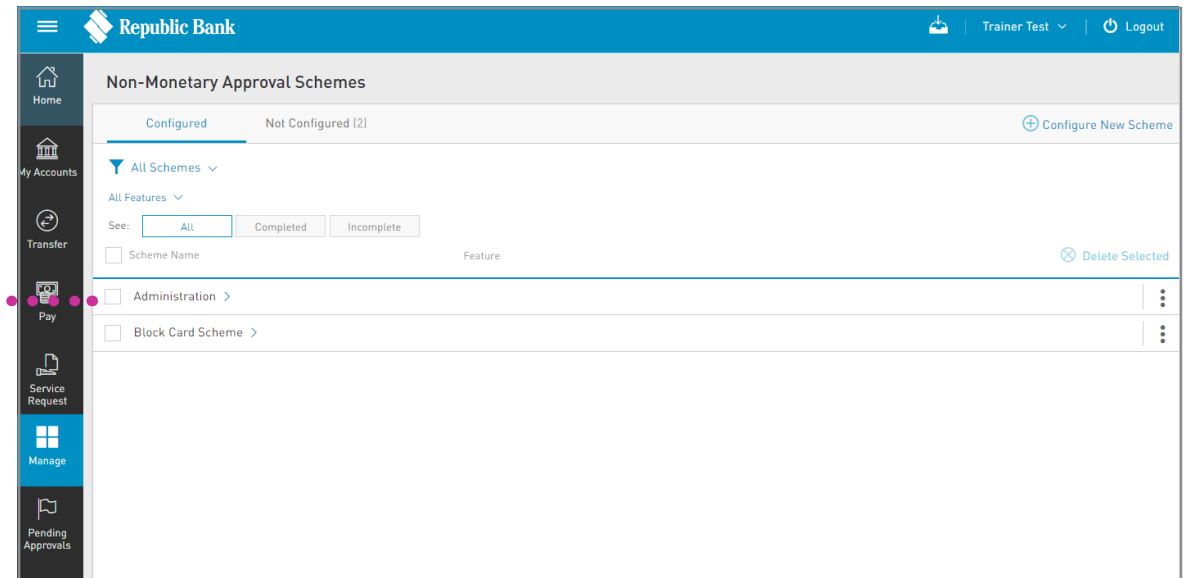 Republic Bank
Trainer Test
Logout
Home
My Accounts
Transfer
Pay
Service
Request
Manage
Pending
Approvals
Non-Monetary Approval Schemes
Configured
Not Configured (2)
Configure New Scheme
All Schemes
All Features
See:
All
Completed
Incomplete
Scheme Name
Feature
Delete Selected
Administration >
Block Card Scheme >